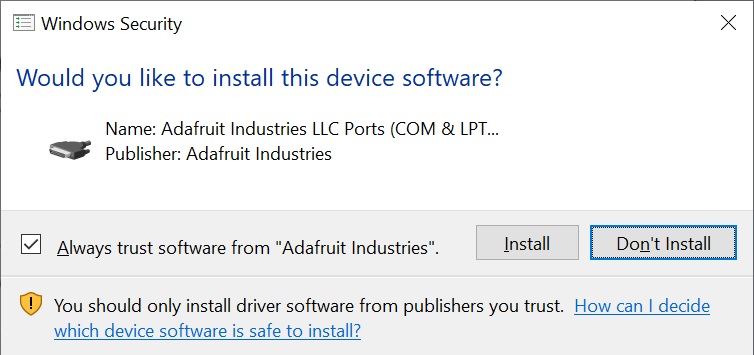 Windows Security
Would you like to install this device software?
Name: Adafruit Industries LLC Ports (COM & LPT...
Publisher: Adafruit Industries
Always trust software from "Adafruit Industries".
Install
Don't Install
You should only install driver software from publishers you trust. How can I decide
which device software is safe to install?